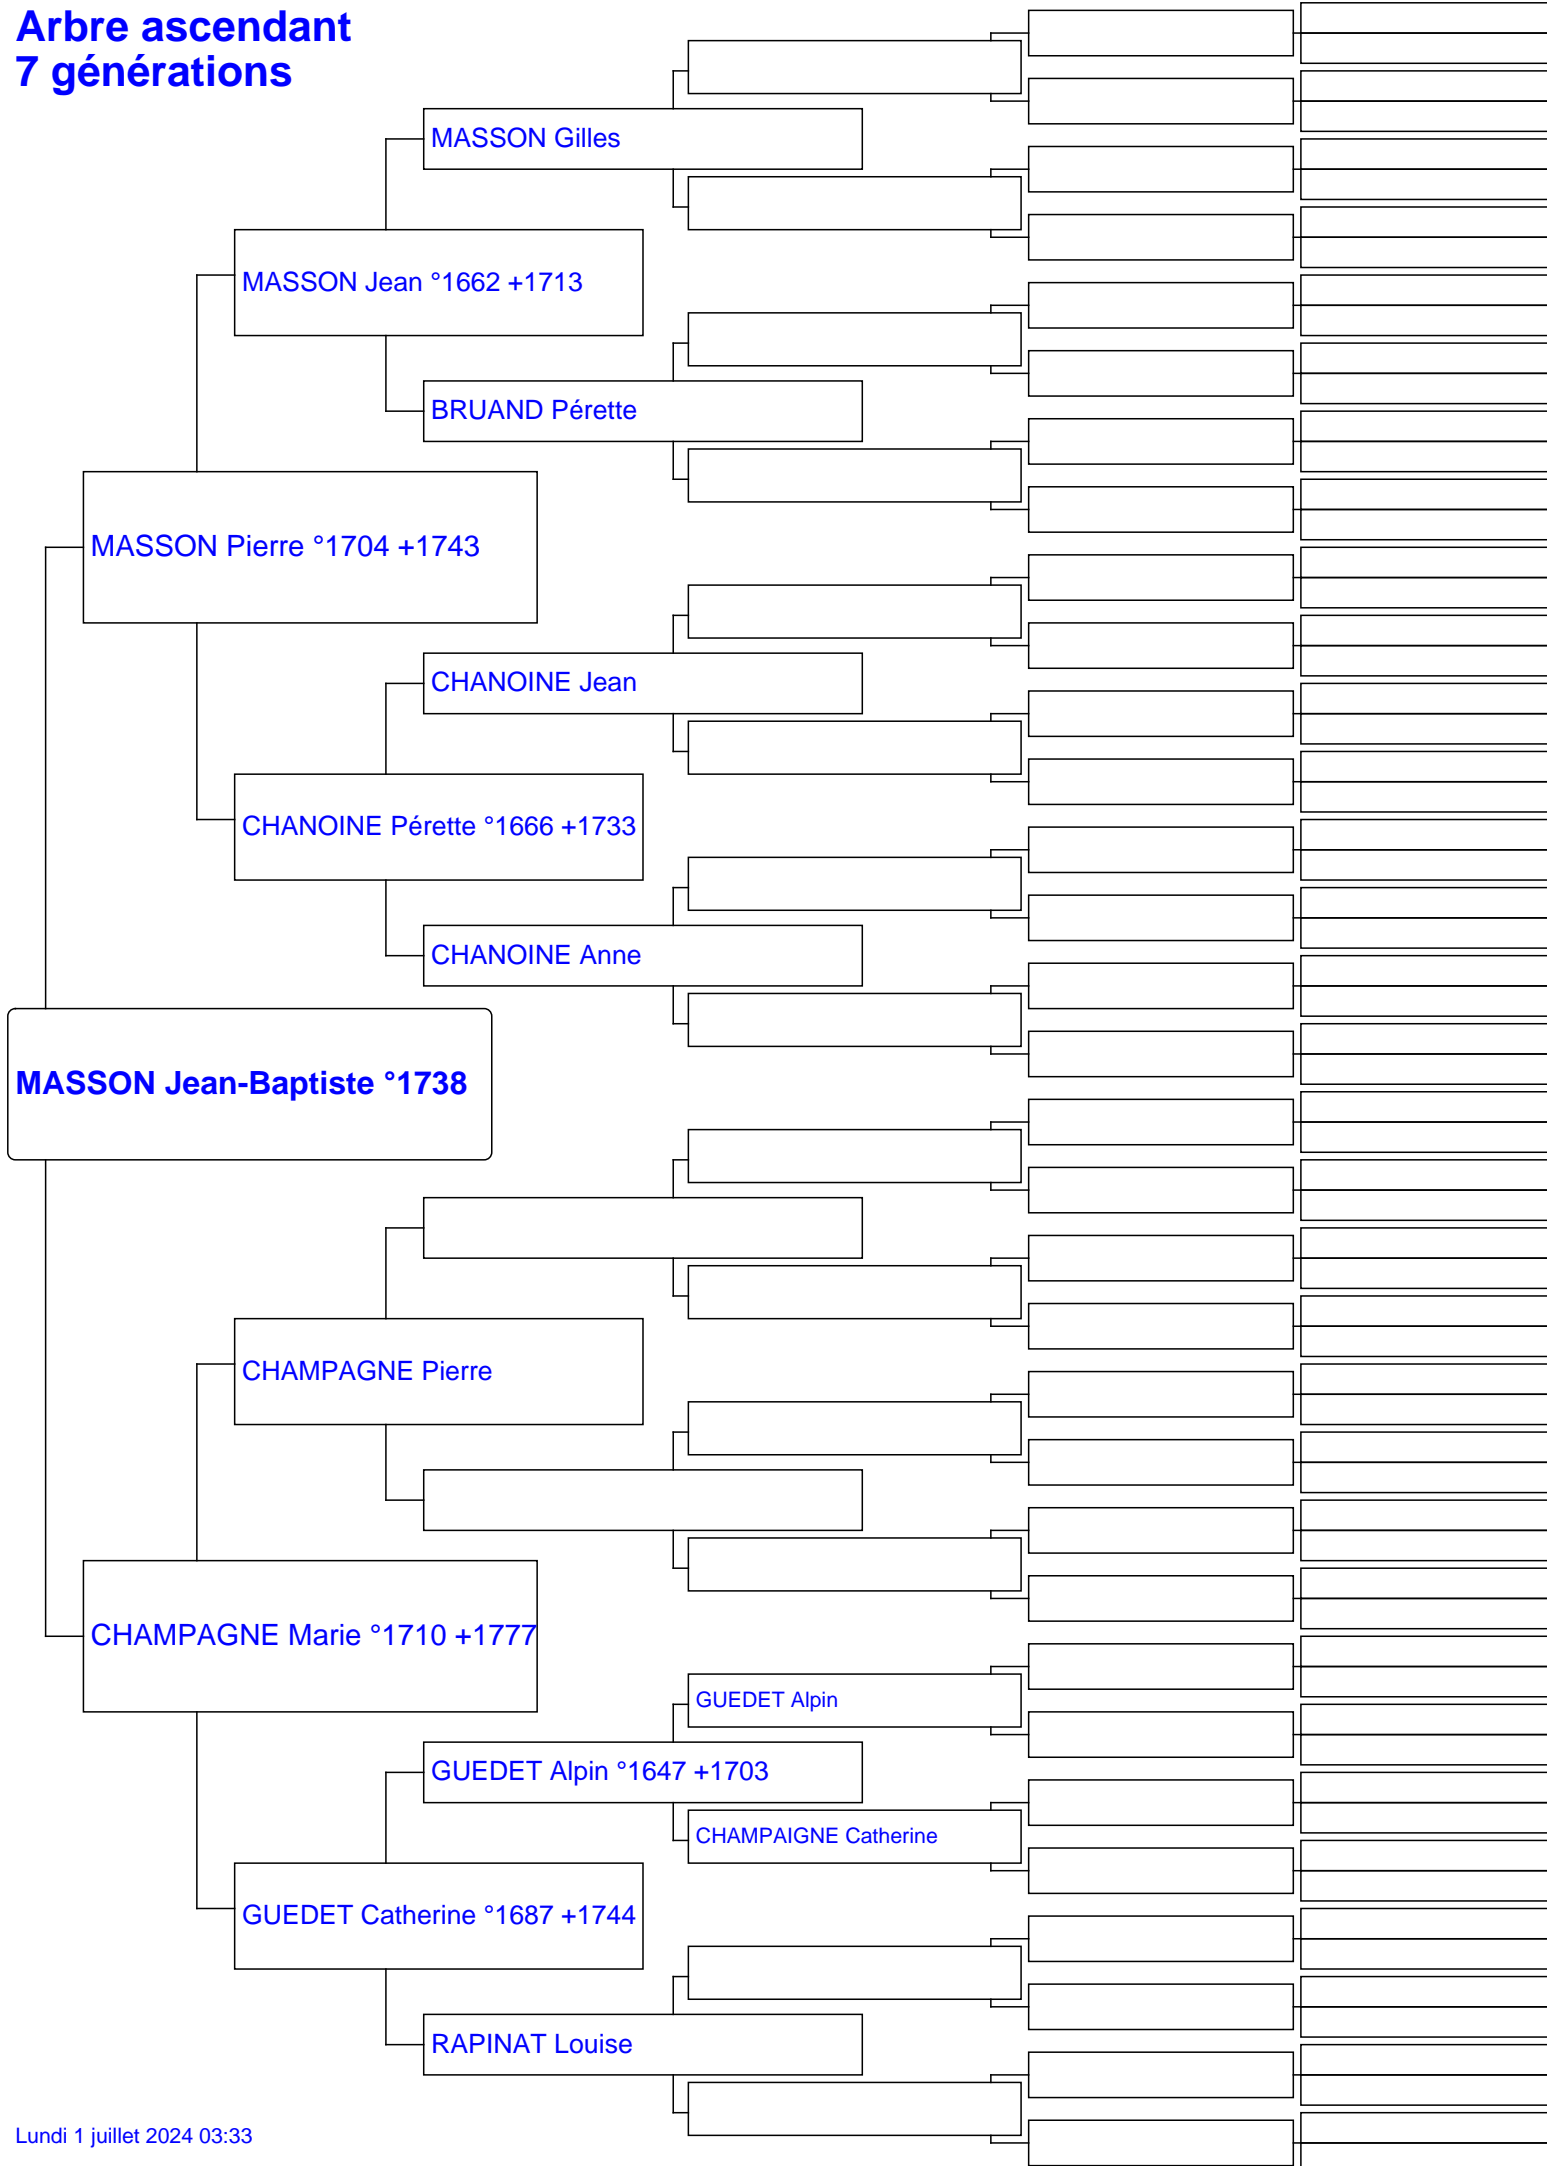 Arbre ascendant
7 générations
MASSON Gilles
MASSON Jean °1662 +1713
BRUAND Pérette
MASSON Pierre °1704 +1743
CHANOINE Jean
CHANOINE Pérette °1666 +1733
CHANOINE Anne
MASSON Jean-Baptiste °1738
CHAMPAGNE Pierre
CHAMPAGNE Marie °1710 +1777
GUEDET Alpin
GUEDET Alpin °1647 +1703
CHAMPAIGNE Catherine
GUEDET Catherine °1687 +1744
RAPINAT Louise
Lundi 1 juillet 2024 03:33